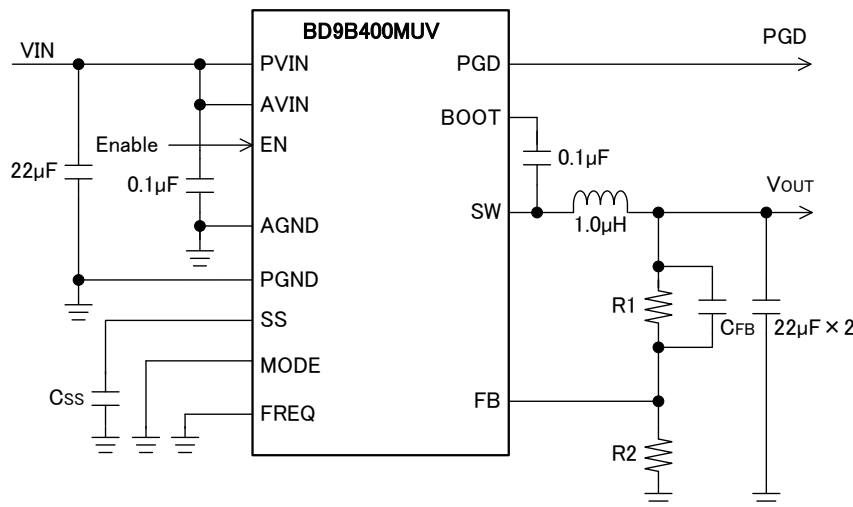 BD9B400MUV
VIN
PVIN
AVIN
Enable
EN
22μF
0.1μF
AGND
PGND
SS
MODE
CSS
FREQ
PGD
PGD
BOOT
0.1μF
SW
VOUT
1.0μH
R1
CFB
22μF×2
FB
R2